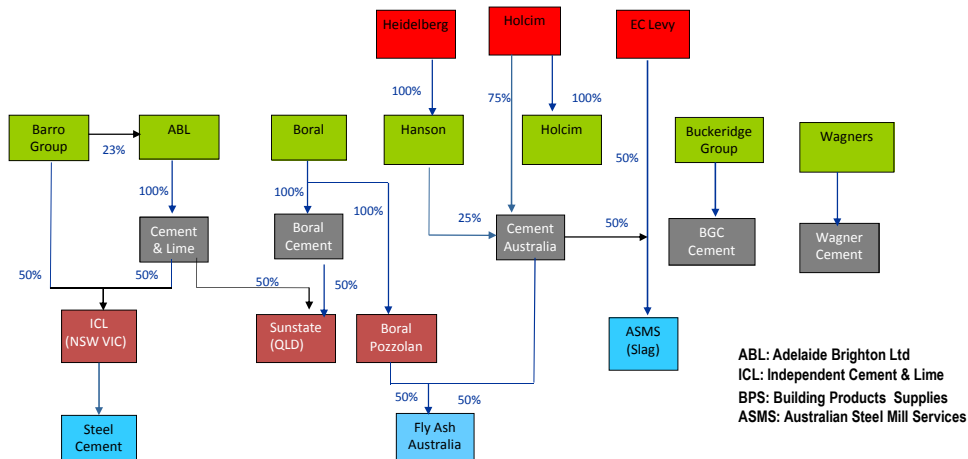 Heidelberg
Holcim
EC Levy
100%
75%
100%
Barro
Group
23%
ABL
Boral
Hanson
Holcim
50%
Buckeridge
Group
Wagners
100%
100%
100%
25%
50%
Cement
& Lime
Boral
Cement
Cement
Australia
BGC
Cement
Wagner
Cement
50%
50%
50%
50%
ICL
(NSW VIC)
Sunstate
(QLD)
Boral
Pozzolan
ASMS
(Slag)
50%
50%
Steel
Cement
Fly Ash
Australia
ABL: Adelaide Brighton Ltd
ICL: Independent Cement & Lime
BPS: Building Products Supplies
ASMS: Australian Steel Mill Services